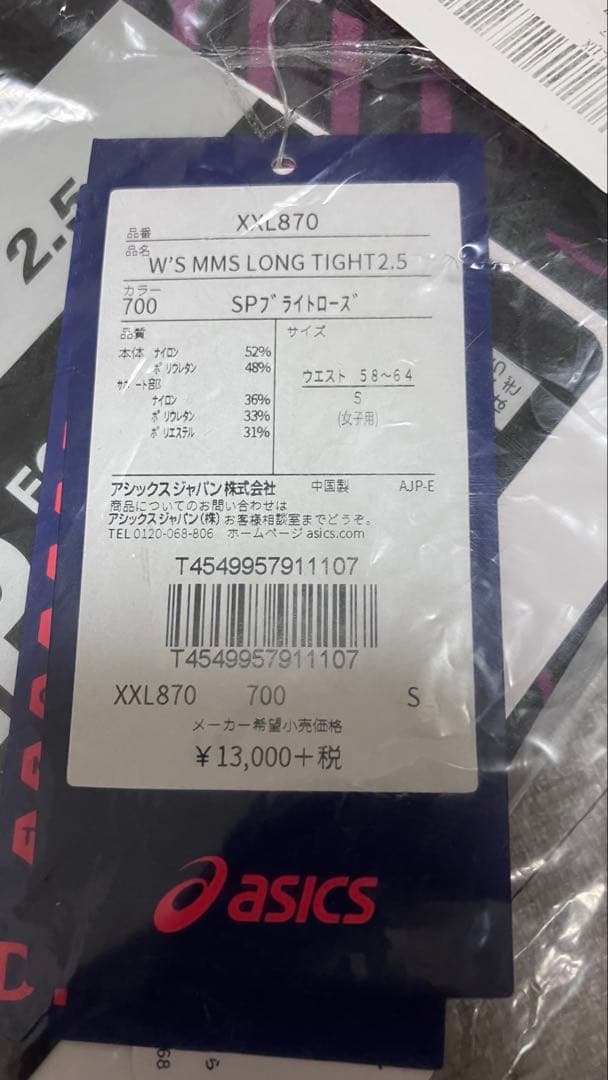 2.5
品番 XXL870
品名
W'S MMS LONG TIGHT2.5
カラー
700 SPブライトローズ
品質 サイズ
本体 ナイロン 52%
ポリウレタン 48%
サポート部
ナイロン 36%
ポリウレタン 33%
ポリエステル 31%
ウエスト 58～64
S
(女子用)
アシックスジャパン株式会社 中国製 AJP-E
商品についてのお問い合わせは
アシックスジャパン(株)お客様相談室までどうぞ。
TEL 0120-068-806 ホームページ asics.com
T4549957911107
T4549957911107
XXL870 700 S
メーカー希望小売価格
¥13,000+税
asics